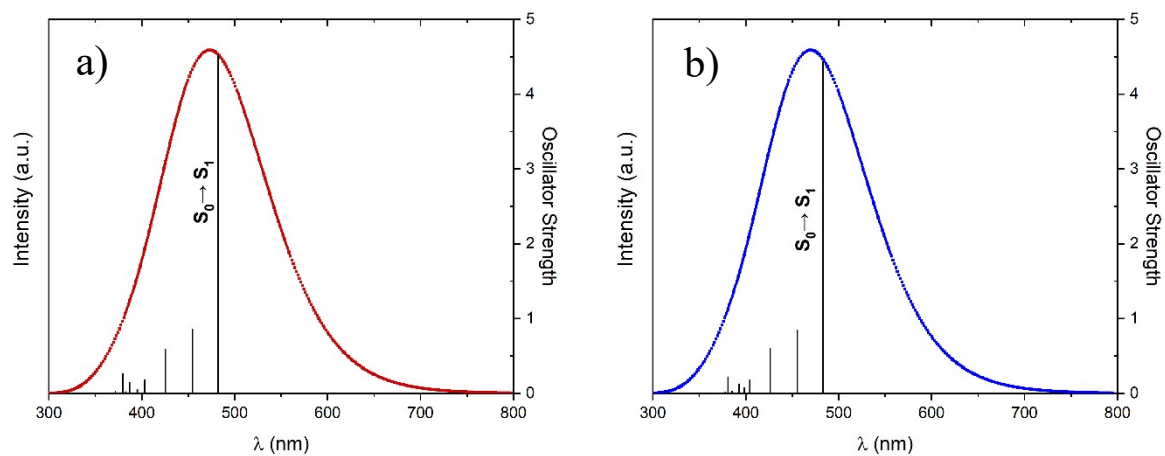 a)
Intensity (a.u.)
S0→ S1
5
4
3
2
1
0
Oscillator Strength
300 400 500 600 700 800
λ (nm)
b)
Intensity (a.u.)
S0→ S1
5
4
3
2
1
0
Oscillator Strength
300 400 500 600 700 800
λ (nm)